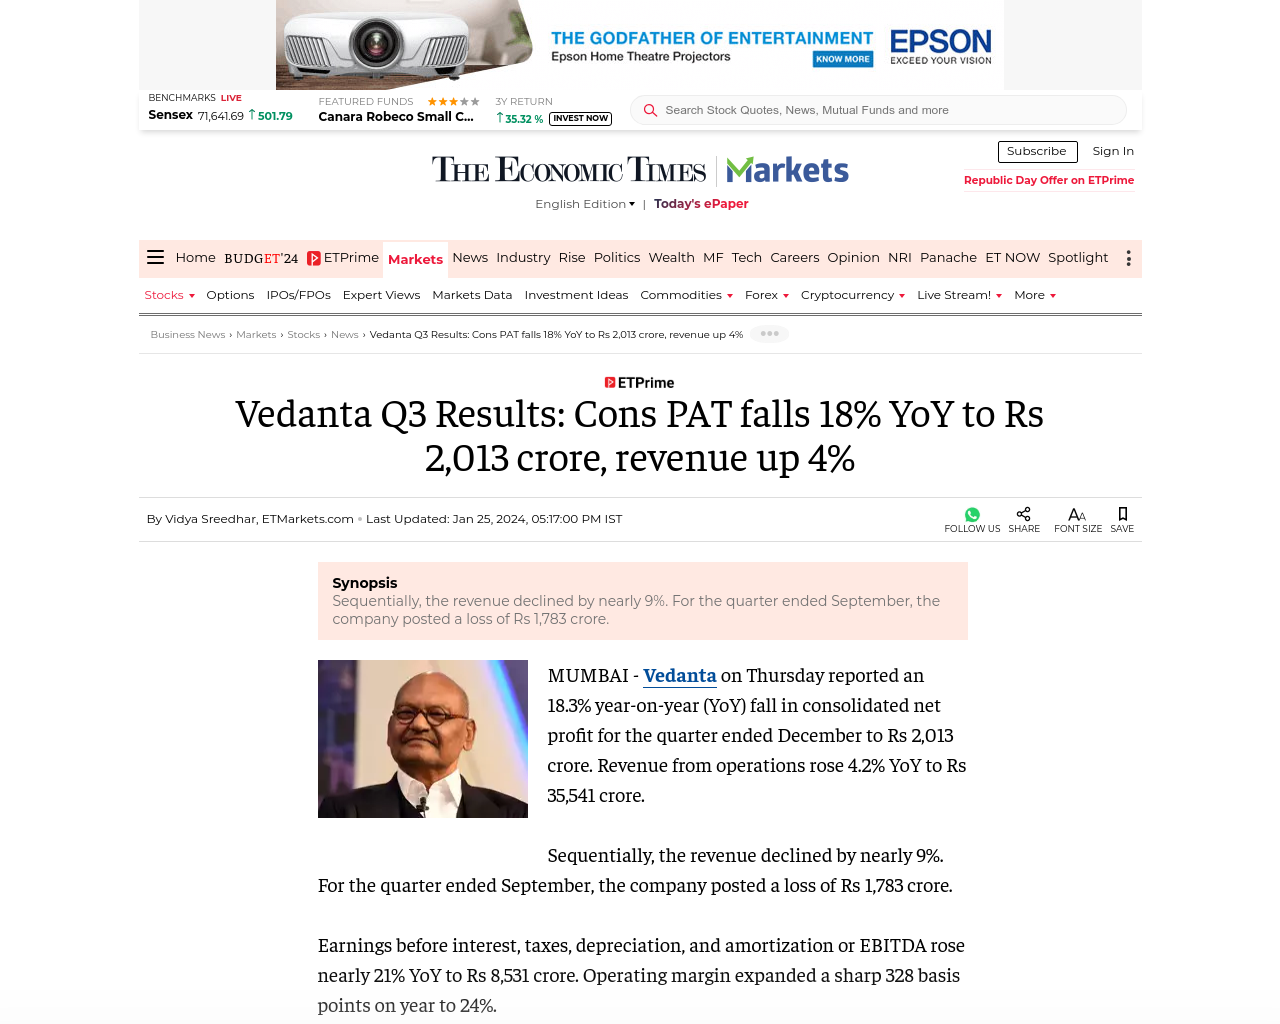 THE GODFATHER OF ENTERTAINMENT
Epson Home Theatre Projectors
KNOW MORE
EPSON
EXCEED YOUR VISION
BENCHMARKS LIVE
Sensex 71,641.69 ↑ 501.79
FEATURED FUNDS
Canara Robeco Small C...
3Y RETURN
↑ 35.32 % INVEST NOW
Search Stock Quotes, News, Mutual Funds and more
Subscribe Sign In
Republic Day Offer on ETPrime
THE ECONOMIC TIMES | Markets
English Edition | Today's ePaper
Home BUDGET'24 ETPrime Markets News Industry Rise Politics Wealth MF Tech Careers Opinion NRI Panache ET NOW Spotlight
Stocks Options IPOs/FPOs Expert Views Markets Data Investment Ideas Commodities Forex Cryptocurrency Live Stream! More
Business News › Markets › Stocks › News › Vedanta Q3 Results: Cons PAT falls 18% YoY to Rs 2,013 crore, revenue up 4%
ETPrime
Vedanta Q3 Results: Cons PAT falls 18% YoY to Rs
2,013 crore, revenue up 4%
By Vidya Sreedhar, ETMarkets.com • Last Updated: Jan 25, 2024, 05:17:00 PM IST
FOLLOW US SHARE FONT SIZE SAVE
Synopsis
Sequentially, the revenue declined by nearly 9%. For the quarter ended September, the
company posted a loss of Rs 1,783 crore.
MUMBAI - Vedanta on Thursday reported an
18.3% year-on-year (YoY) fall in consolidated net
profit for the quarter ended December to Rs 2,013
crore. Revenue from operations rose 4.2% YoY to Rs
35,541 crore.
Sequentially, the revenue declined by nearly 9%.
For the quarter ended September, the company posted a loss of Rs 1,783 crore.
Earnings before interest, taxes, depreciation, and amortization or EBITDA rose
nearly 21% YoY to Rs 8,531 crore. Operating margin expanded a sharp 328 basis
points on year to 24%.